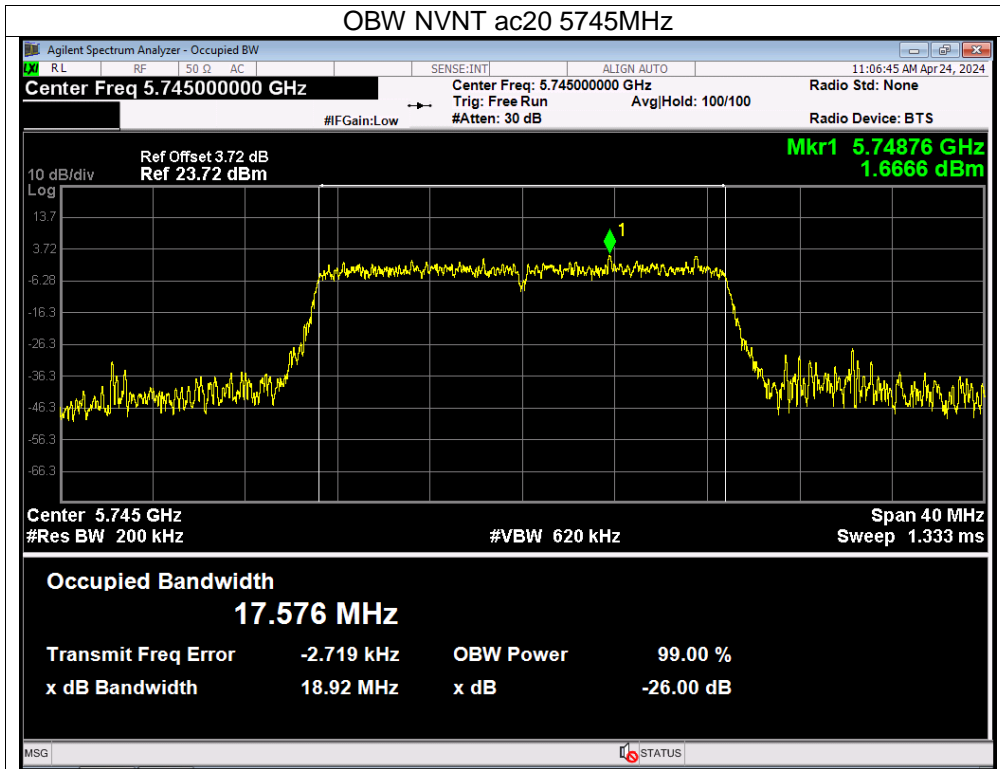 OBW NVNT ac20 5745MHz
Agilent Spectrum Analyzer - Occupied BW
LXI RL RF 50 Ω AC SENSE:INT ALIGN AUTO 11:06:45 AM Apr 24, 2024
Center Freq 5.745000000 GHz Center Freq: 5.745000000 GHz Radio Std: None
Trig: Free Run Avg|Hold: 100/100
#IFGain:Low #Atten: 30 dB Radio Device: BTS
Mkr1 5.74876 GHz
1.6666 dBm
Ref Offset 3.72 dB
10 dB/div Ref 23.72 dBm
Log
13.7
1
3.72
-6.28
-16.3
-26.3
-36.3
-46.3
-56.3
-66.3
Center 5.745 GHz Span 40 MHz
#Res BW 200 kHz #VBW 620 kHz Sweep 1.333 ms
Occupied Bandwidth
17.576 MHz
Transmit Freq Error -2.719 kHz OBW Power 99.00 %
x dB Bandwidth 18.92 MHz x dB -26.00 dB
MSG STATUS